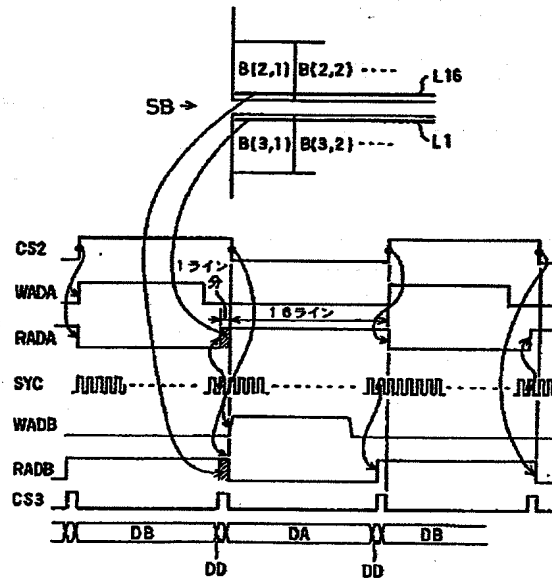 B(2,1) B(2,2) ----
L16
SB →
L1
B(3,1) B(3,2) ----
CS2
1ライン分
WADA
16ライン
RADA
SYC
WADB
RADB
CS3
DB DA DB
DD DD